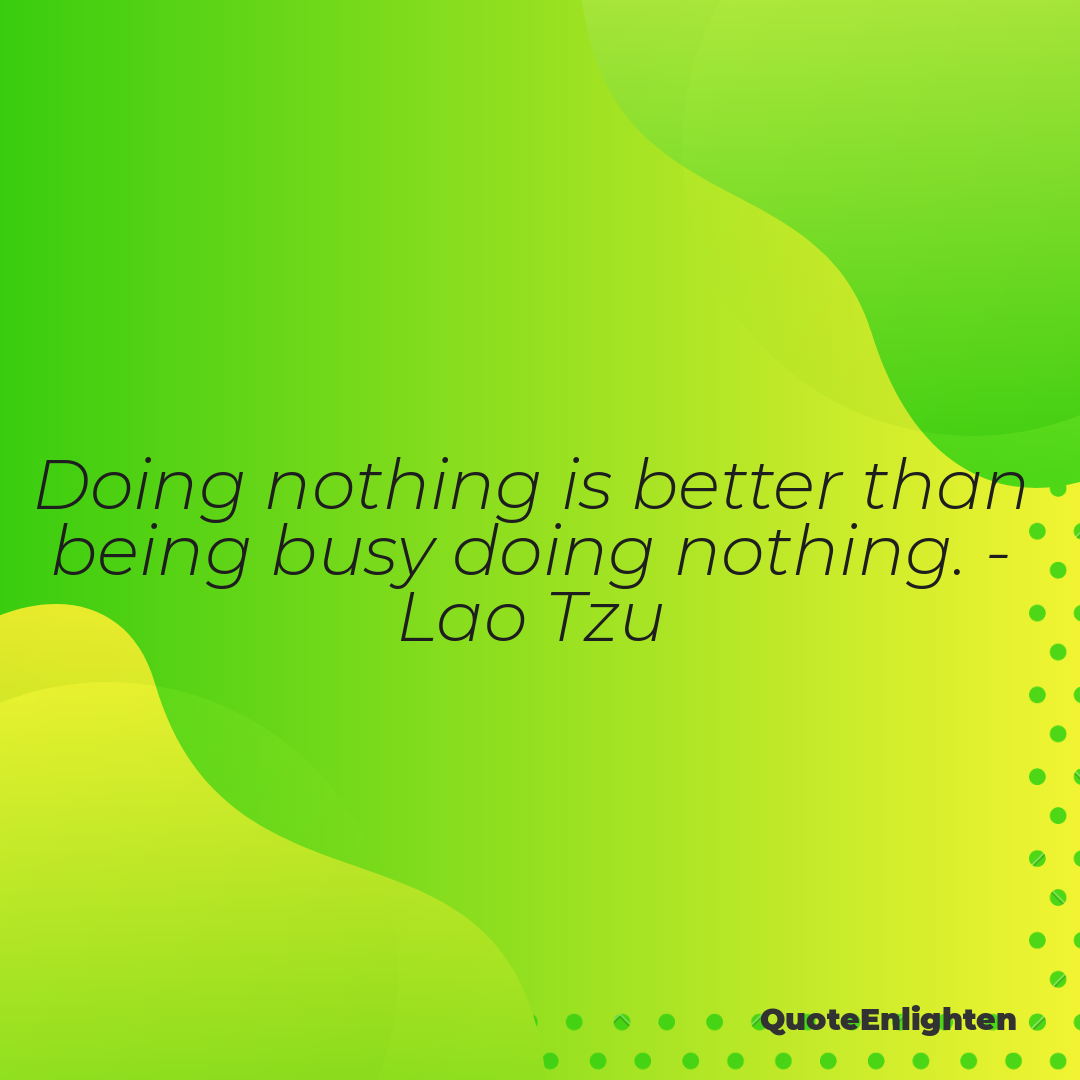 Doing nothing is better than
being busy doing nothing. -
Lao Tzu
QuoteEnlighten